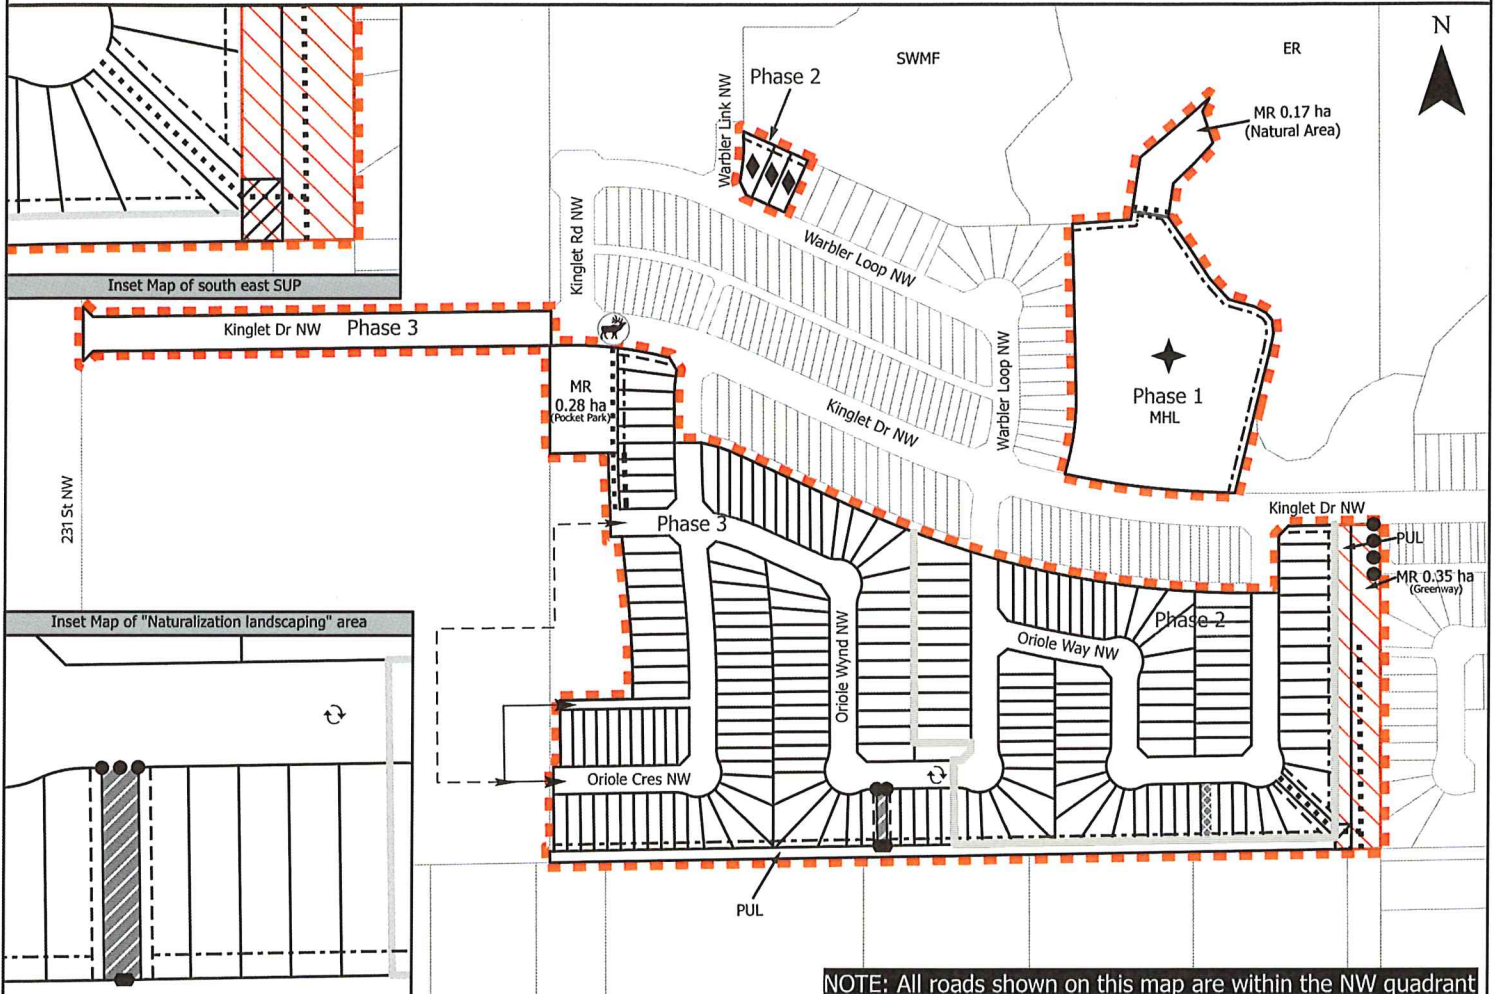 N
SWMF
ER
Phase 2
Warbler Link NW
MR 0.17 ha
(Natural Area)
Inset Map of south east SUP
Kinglet Rd NW
Warbler Loop NW
Kinglet Dr NW Phase 3
MR
0.28 ha
(Pocket Park)
Kinglet Dr NW
Warbler Loop NW
Phase 1
MHL
231 St NW
Phase 3
Kinglet Dr NW
PUL
MR 0.35 ha
(Greenway)
Inset Map of "Naturalization landscaping" area
Phase 2
Oriole Way NW
Oriole Wynd NW
Oriole Cres NW
PUL
NOTE: All roads shown on this map are within the NW quadrant